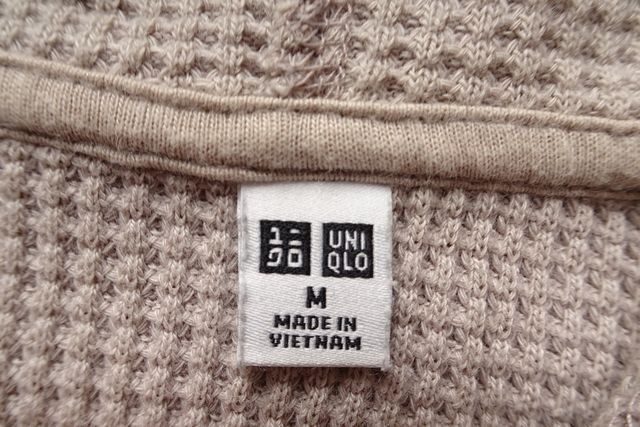 ユニ UNI
クロ QLO
M
MADE IN
VIETNAM